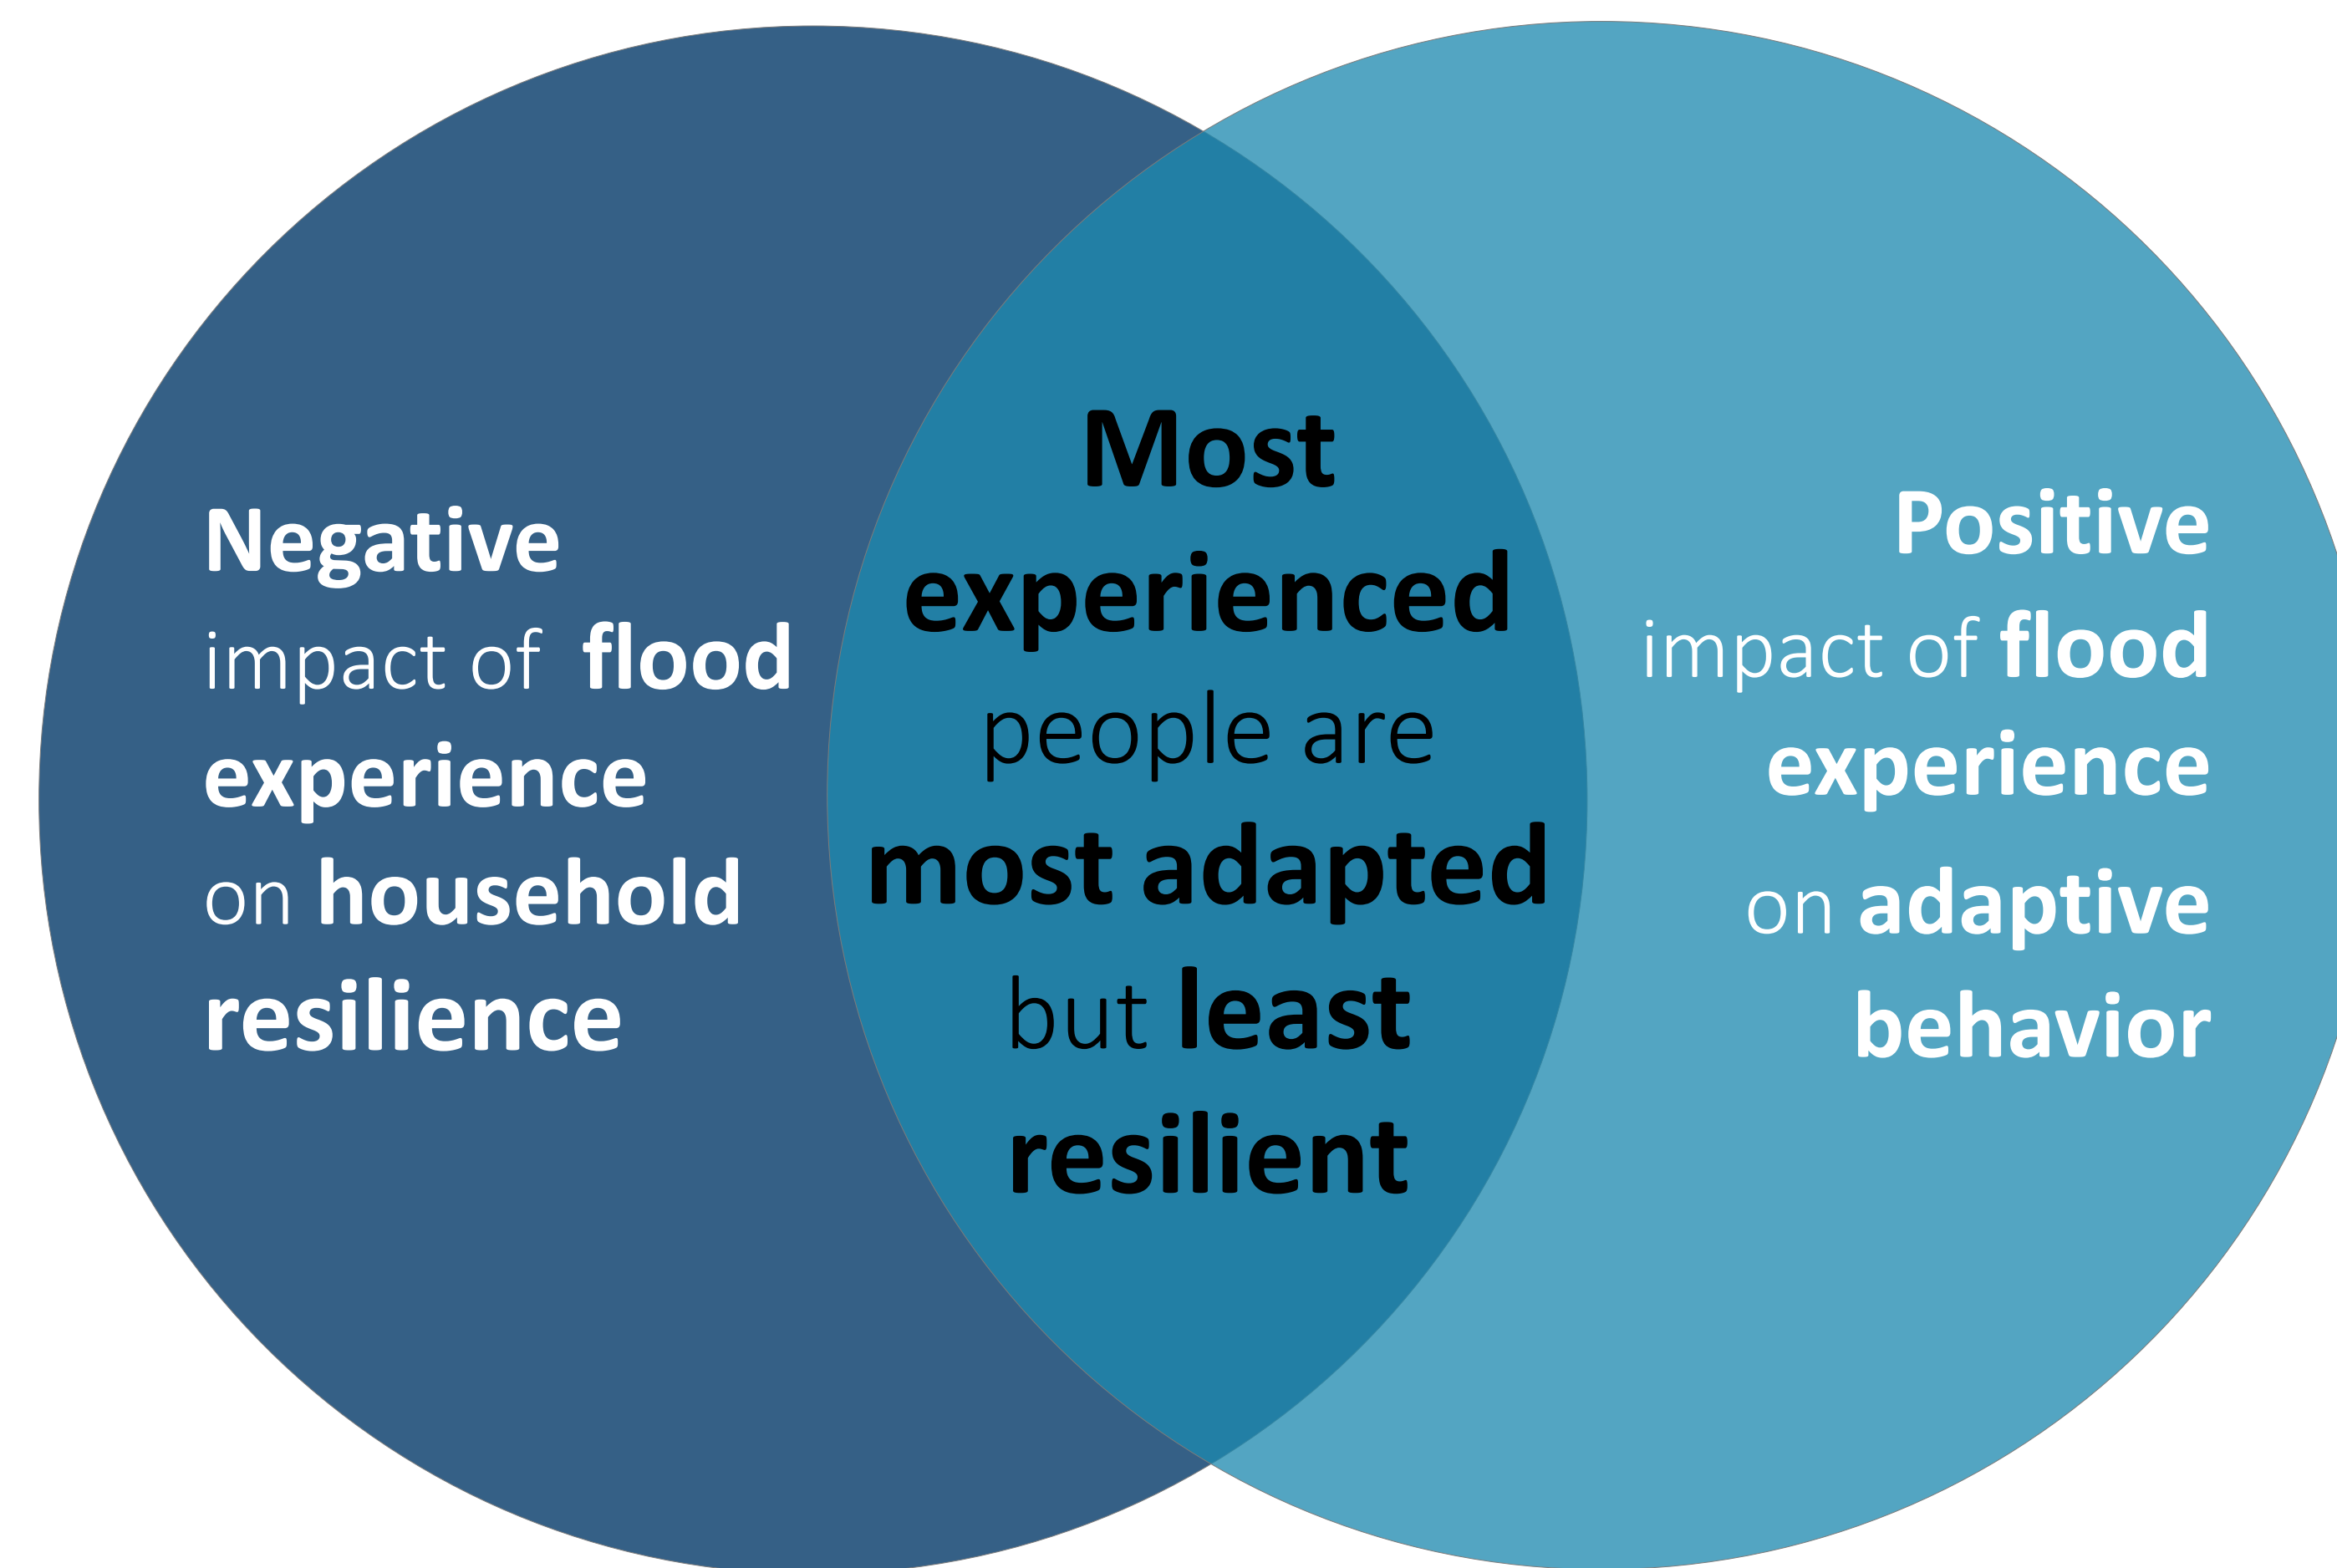 Negative
impact of flood
experience
on household
resilience
Most
experienced
people are
most adapted
but least
resilient
Positive
impact of flood
experience
on adaptive
behavior